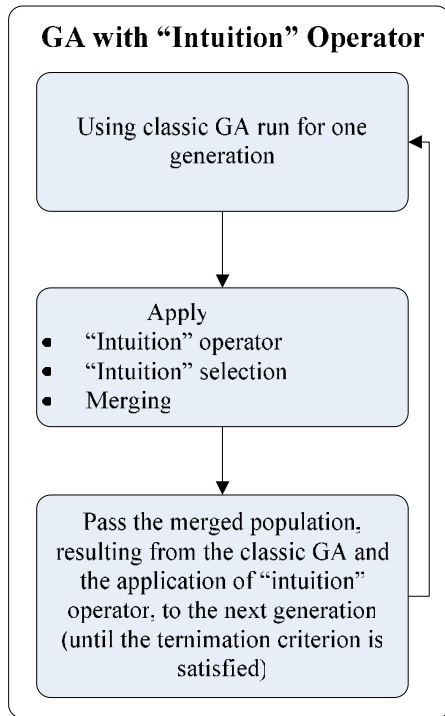 GA with “Intuition” Operator
Using classic GA run for one
generation
Apply
• “Intuition” operator
• “Intuition” selection
• Merging
Pass the merged population,
resulting from the classic GA and
the application of “intuition”
operator, to the next generation
(until the ternimation criterion is
satisfied)